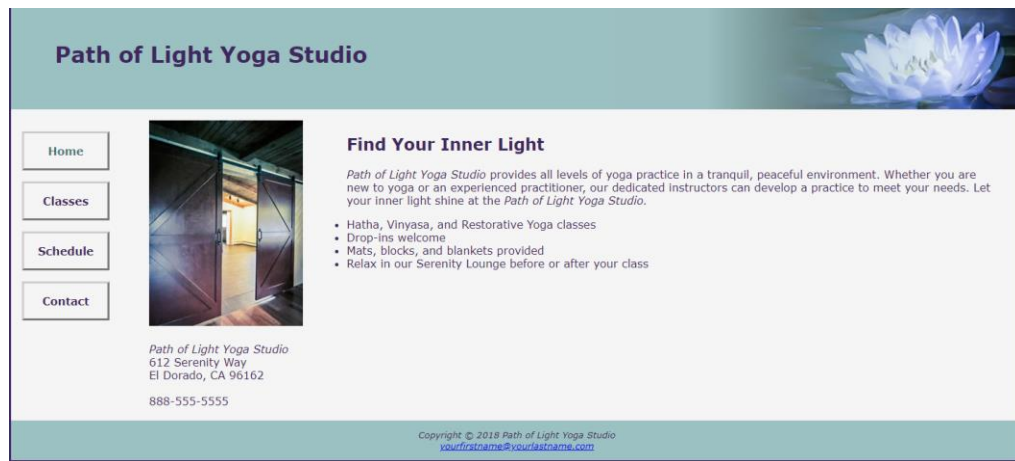 Path of Light Yoga Studio
Home
Classes
Schedule
Contact
Path of Light Yoga Studio
612 Serenity Way
El Dorado, CA 96162
888-555-5555
Find Your Inner Light
Path of Light Yoga Studio provides all levels of yoga practice in a tranquil, peaceful environment. Whether you are
new to yoga or an experienced practitioner, our dedicated instructors can develop a practice to meet your needs. Let
your inner light shine at the Path of Light Yoga Studio.
• Hatha, Vinyasa, and Restorative Yoga classes
• Drop-ins welcome
• Mats, blocks, and blankets provided
• Relax in our Serenity Lounge before or after your class
Copyright © 2018 Path of Light Yoga Studio
yourfirstname@yourlastname.com